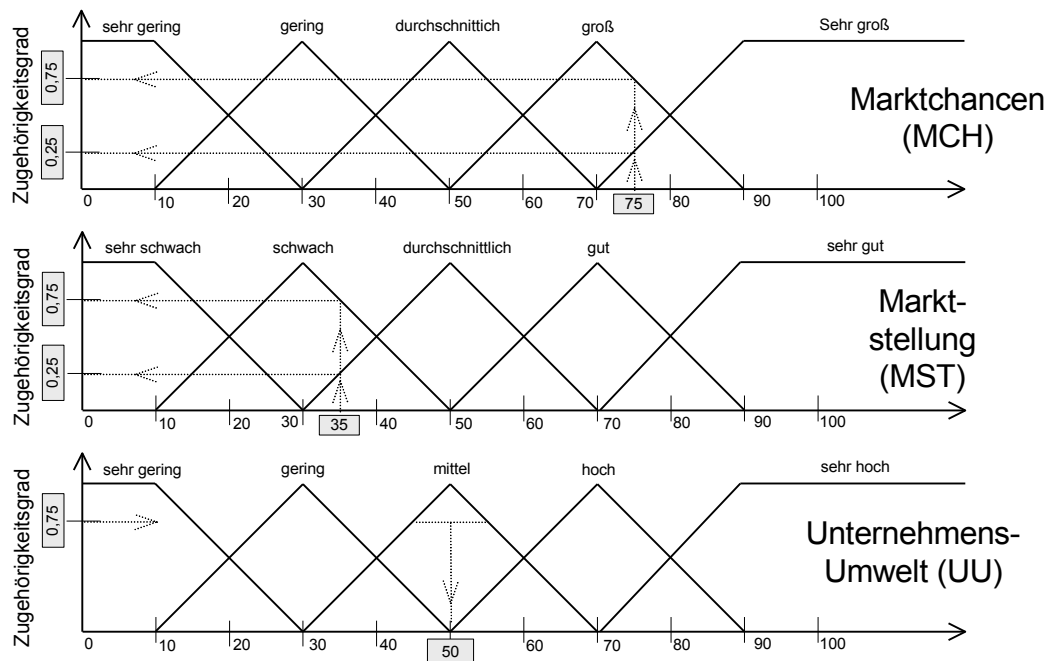 sehr gering gering durchschnittlich groß Sehr groß
Zugehörigkeitsgrad
0,75
0,25
Marktchancen
(MCH)
0 10 20 30 40 50 60 70 75 80 90 100
sehr schwach schwach durchschnittlich gut sehr gut
Zugehörigkeitsgrad
0,75
0,25
Markt-
stellung
(MST)
0 10 20 30 35 40 50 60 70 80 90 100
sehr gering gering mittel hoch sehr hoch
Zugehörigkeitsgrad
0,75
Unternehmens-
Umwelt (UU)
0 10 20 30 40 50 50 60 70 80 90 100